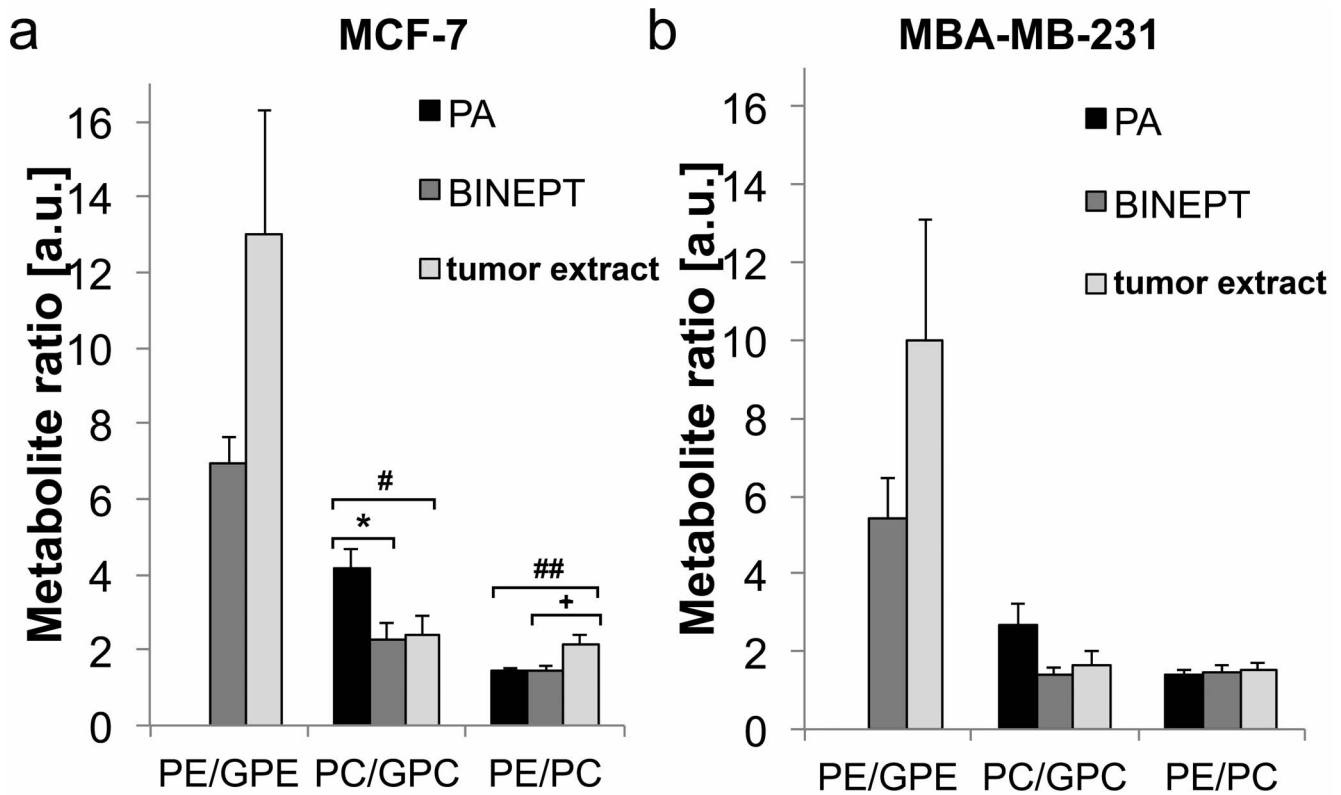 a
MCF-7
Metabolite ratio [a.u.]
16
14
12
10
8
6
4
2
0
PA
BINEPT
tumor extract
#
*
##
+
PE/GPE PC/GPC PE/PC
b
MBA-MB-231
Metabolite ratio [a.u.]
16
14
12
10
8
6
4
2
0
PA
BINEPT
tumor extract
PE/GPE PC/GPC PE/PC